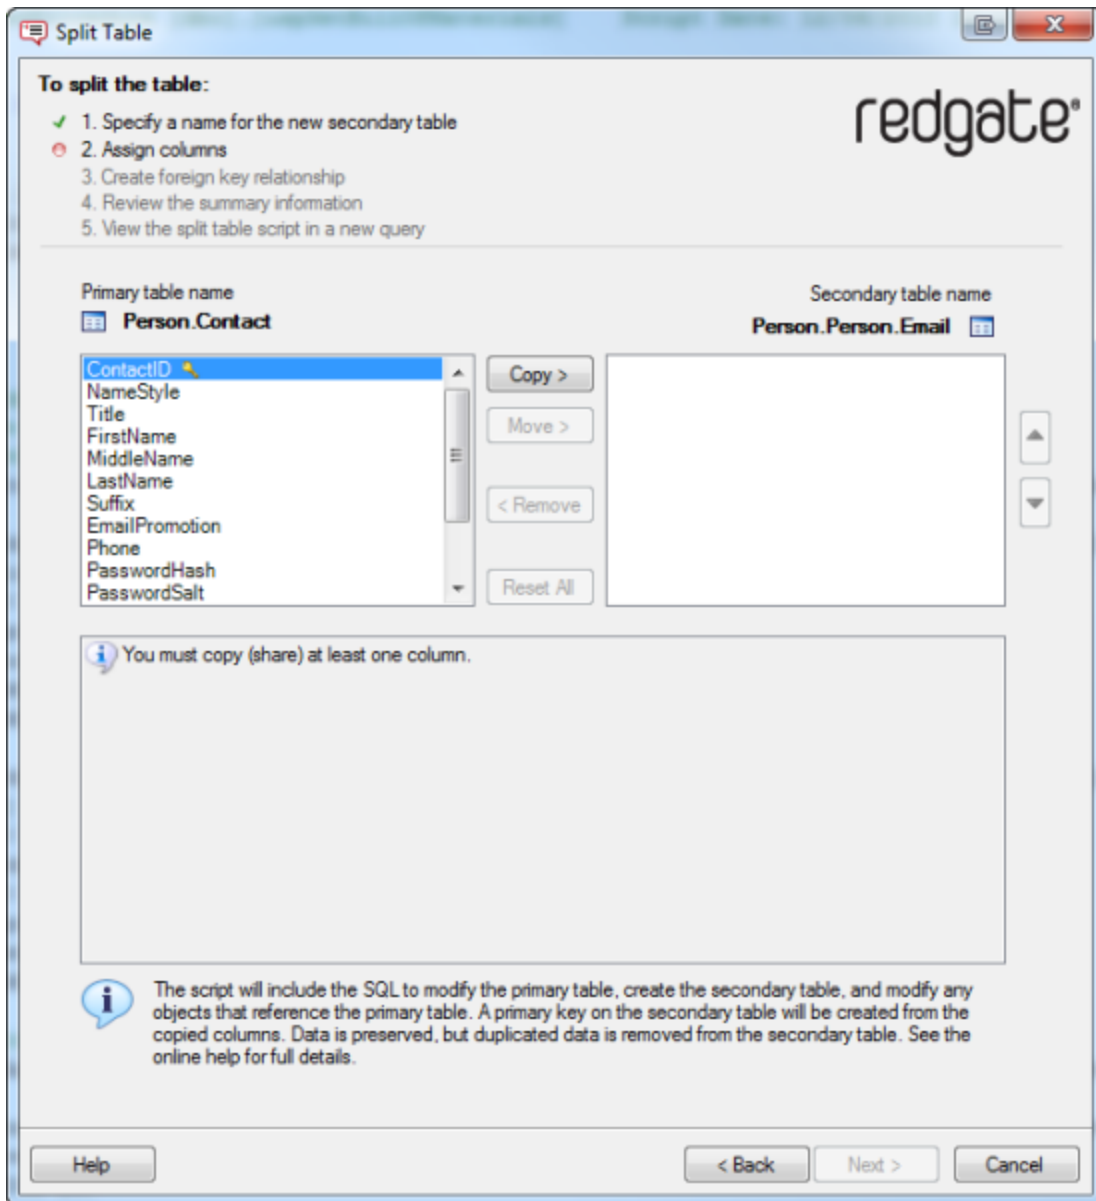 Split Table
To split the table:
1. Specify a name for the new secondary table
2. Assign columns
3. Create foreign key relationship
4. Review the summary information
5. View the split table script in a new query
redgate®
Primary table name
Person.Contact
Secondary table name
Person.Person.Email
ContactID
NameStyle
Title
FirstName
MiddleName
LastName
Suffix
EmailPromotion
Phone
PasswordHash
PasswordSalt
Copy >
Move >
< Remove
Reset All
You must copy (share) at least one column.
The script will include the SQL to modify the primary table, create the secondary table, and modify any
objects that reference the primary table. A primary key on the secondary table will be created from the
copied columns. Data is preserved, but duplicated data is removed from the secondary table. See the
online help for full details.
Help
< Back
Next >
Cancel